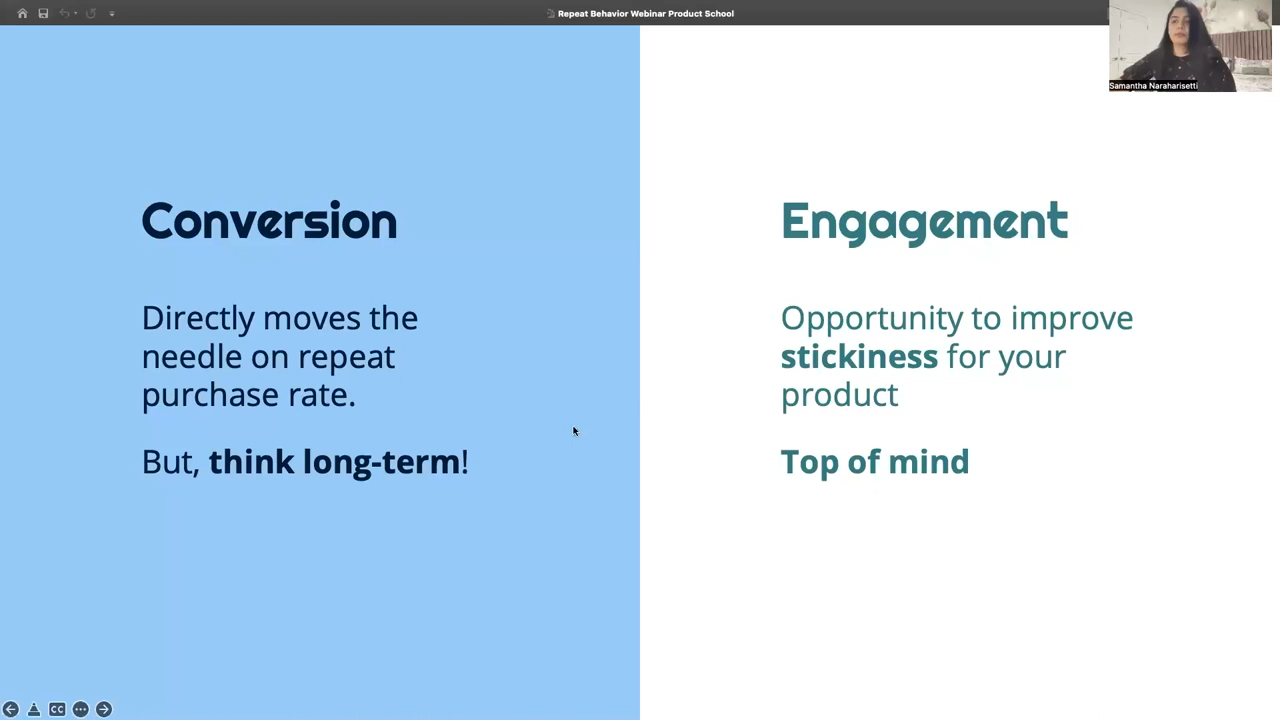 Repeat Behavior Webinar Product School
Samantha Naraharisetti
Conversion
Directly moves the
needle on repeat
purchase rate.
But, think long-term!
Engagement
Opportunity to improve
stickiness for your
product
Top of mind
CC